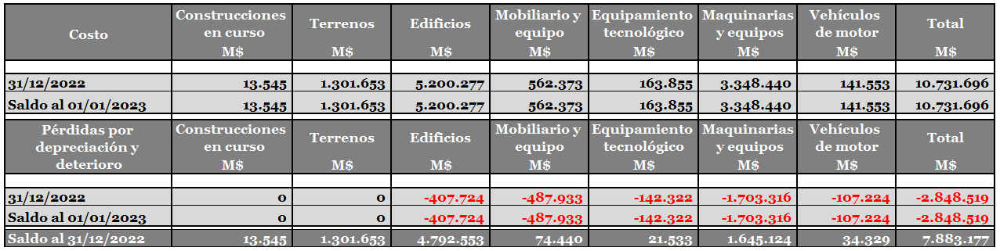 Costo Construcciones en curso Terrenos Edificios Mobiliario y equipo Equipamiento tecnológico Maquinarias y equipos Vehículos de motor Total
M$ M$ M$ M$ M$ M$ M$ M$
31/12/2022 13.545 1.301.653 5.200.277 562.373 163.855 3.348.440 141.553 10.731.696
Saldo al 01/01/2023 13.545 1.301.653 5.200.277 562.373 163.855 3.348.440 141.553 10.731.696
Pérdidas por depreciación y deterioro Construcciones en curso Terrenos Edificios Mobiliario y equipo Equipamiento tecnológico Maquinarias y equipos Vehículos de motor Total
M$ M$ M$ M$ M$ M$ M$ M$
31/12/2022 0 0 -407.724 -487.933 -142.322 -1.703.316 -107.224 -2.848.519
Saldo al 01/01/2023 0 0 -407.724 -487.933 -142.322 -1.703.316 -107.224 -2.848.519
Saldo al 31/12/2022 13.545 1.301.653 4.792.553 74.440 21.533 1.645.124 34.329 7.883.177